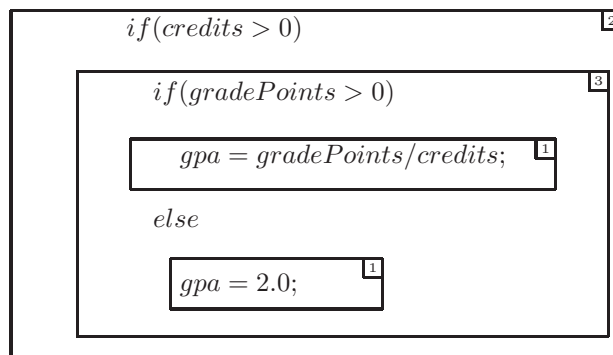 if(credits > 0)
2
3
if(gradePoints > 0)
1
gpa = gradePoints/credits;
else
1
gpa = 2.0;